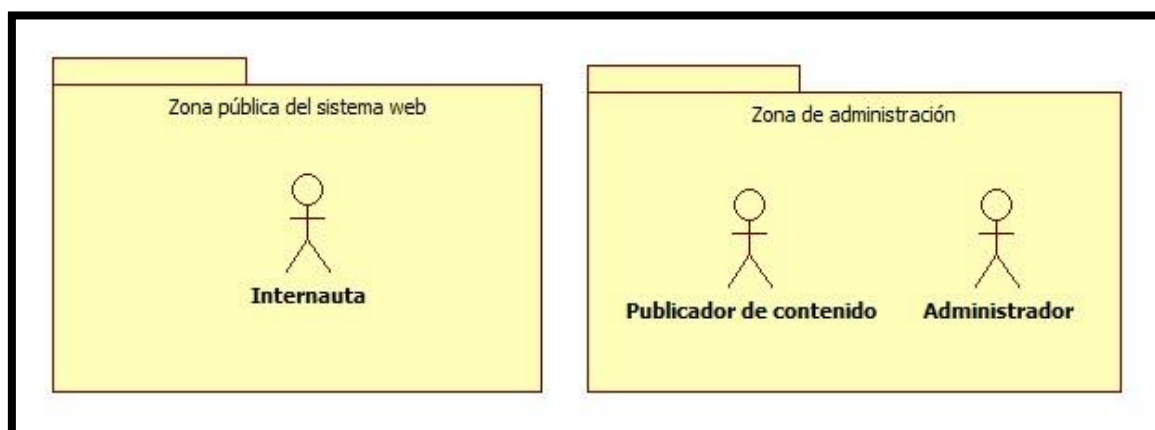 Zona pública del sistema web
Internauta
Zona de administración
Publicador de contenido
Administrador